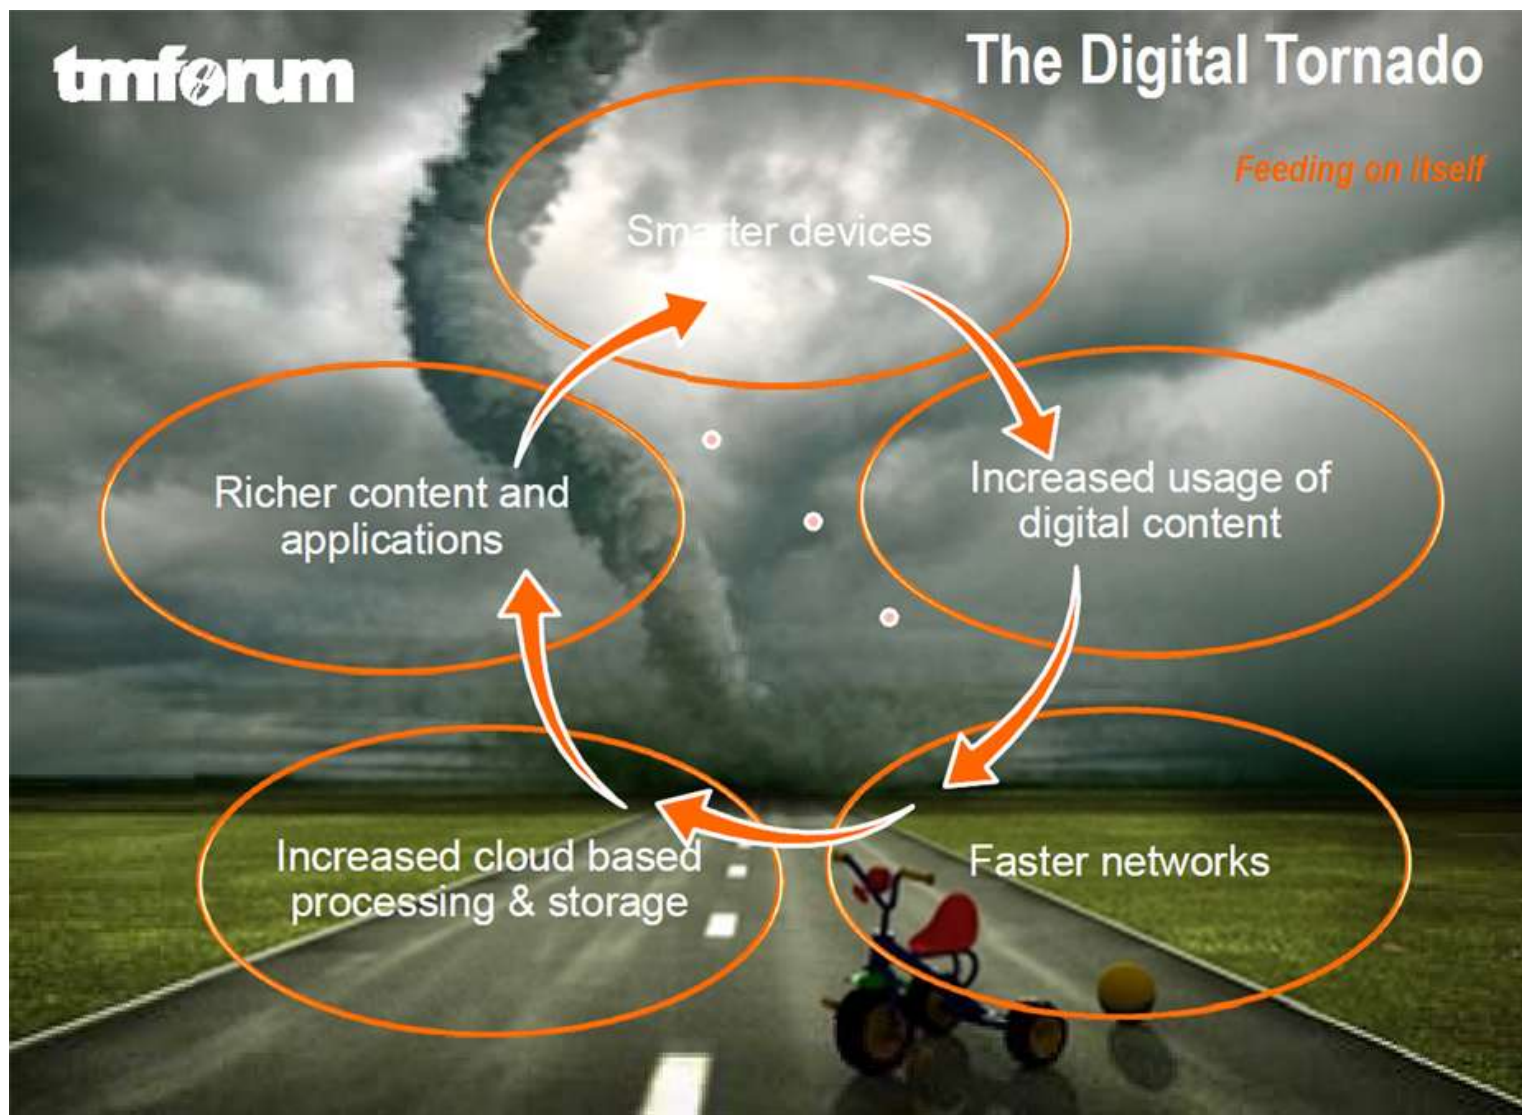 tmforum
The Digital Tornado
Feeding on itself
Smarter devices
Increased usage of
digital content
Richer content and
applications
Increased cloud based
processing & storage
Faster networks